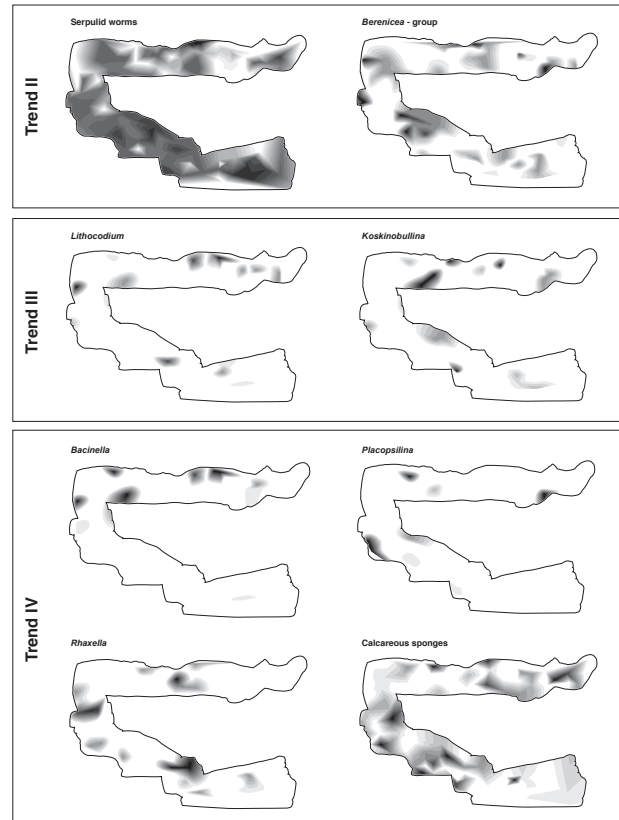 Trend II
Serpulid worms
Berenicea - group
Trend III
Lithocodium
Koskinobullina
Trend IV
Bacinella
Placopsilina
Rhaxella
Calcareous sponges